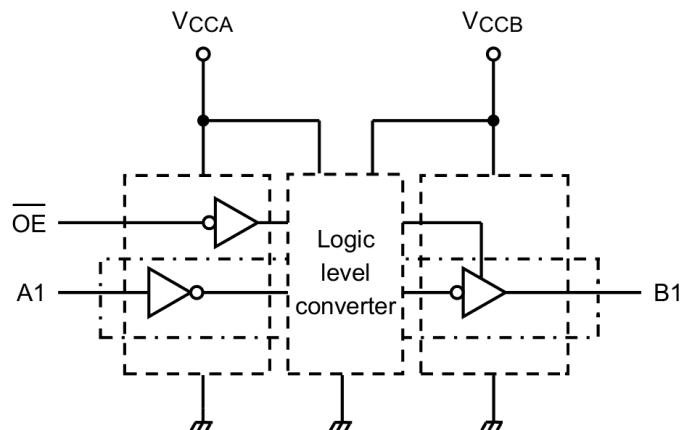 VCCA
VCCB
OE
Logic
level
converter
A1
B1